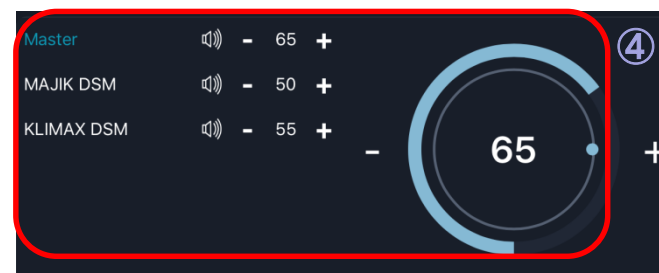 Master - 65 +
MAJIK DSM - 50 +
KLIMAX DSM - 55 +
- 65 +
④